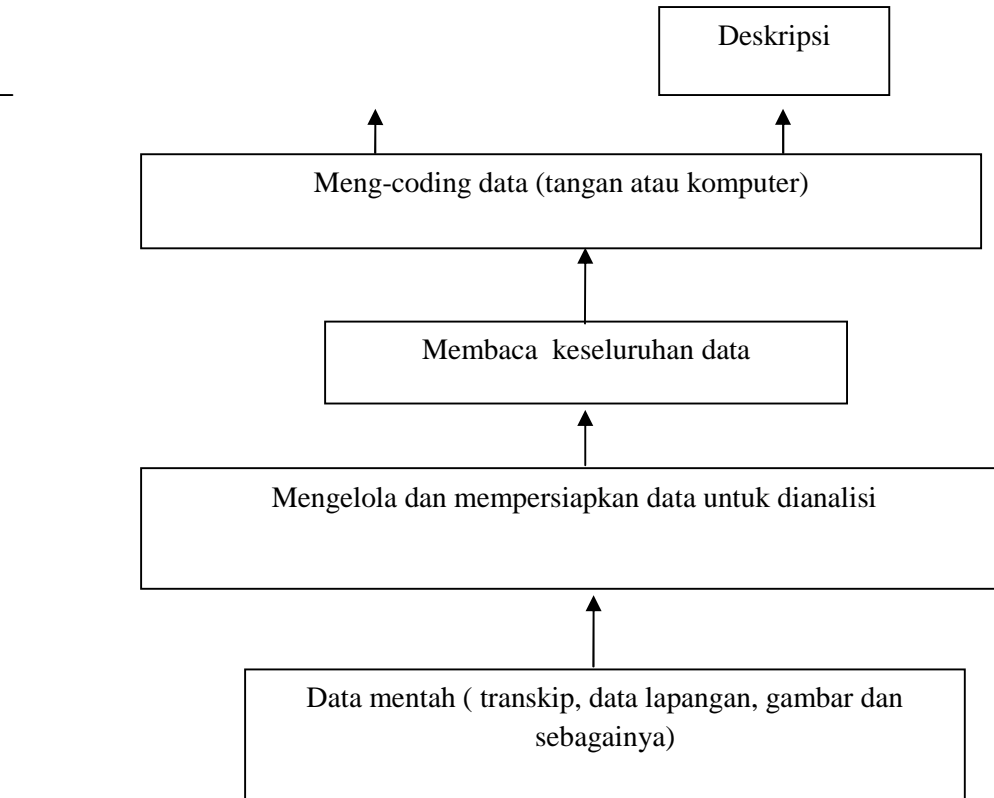 Deskripsi
Meng-coding data (tangan atau komputer)
Membaca  keseluruhan data
Mengelola dan mempersiapkan data untuk dianalisi
Data mentah ( transkip, data lapangan, gambar dan
sebagainya)